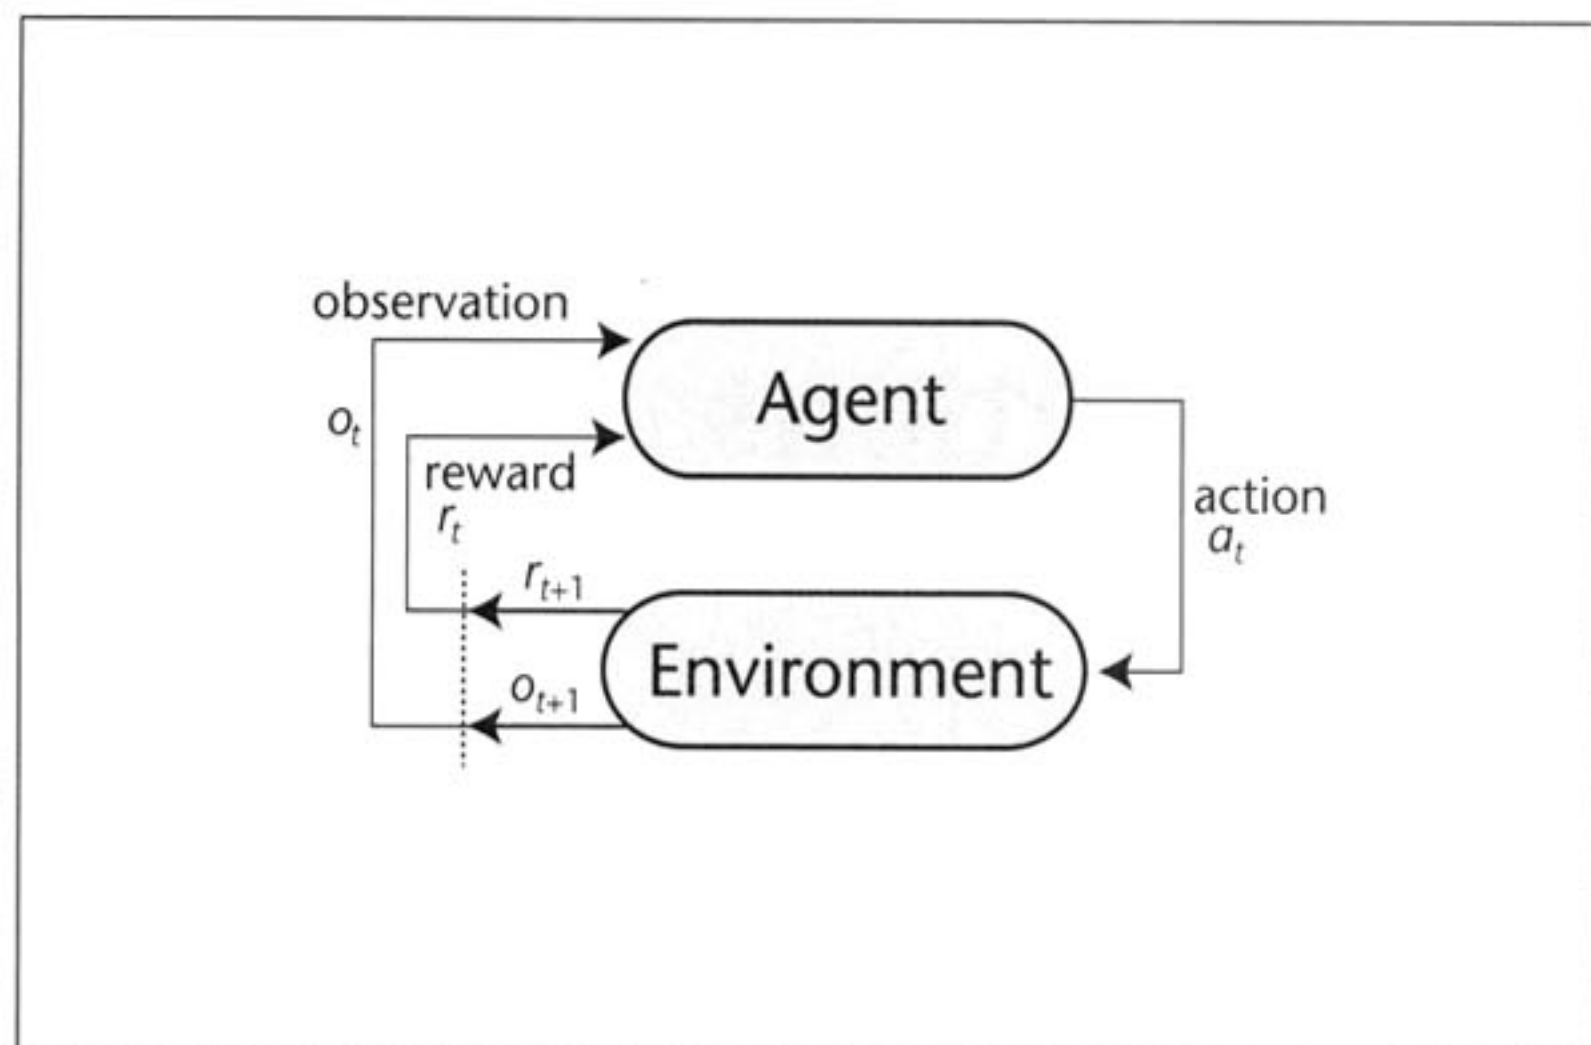 observation
Agent
o_t
reward
r_t
action
a_t
r_{t+1}
Environment
o_{t+1}